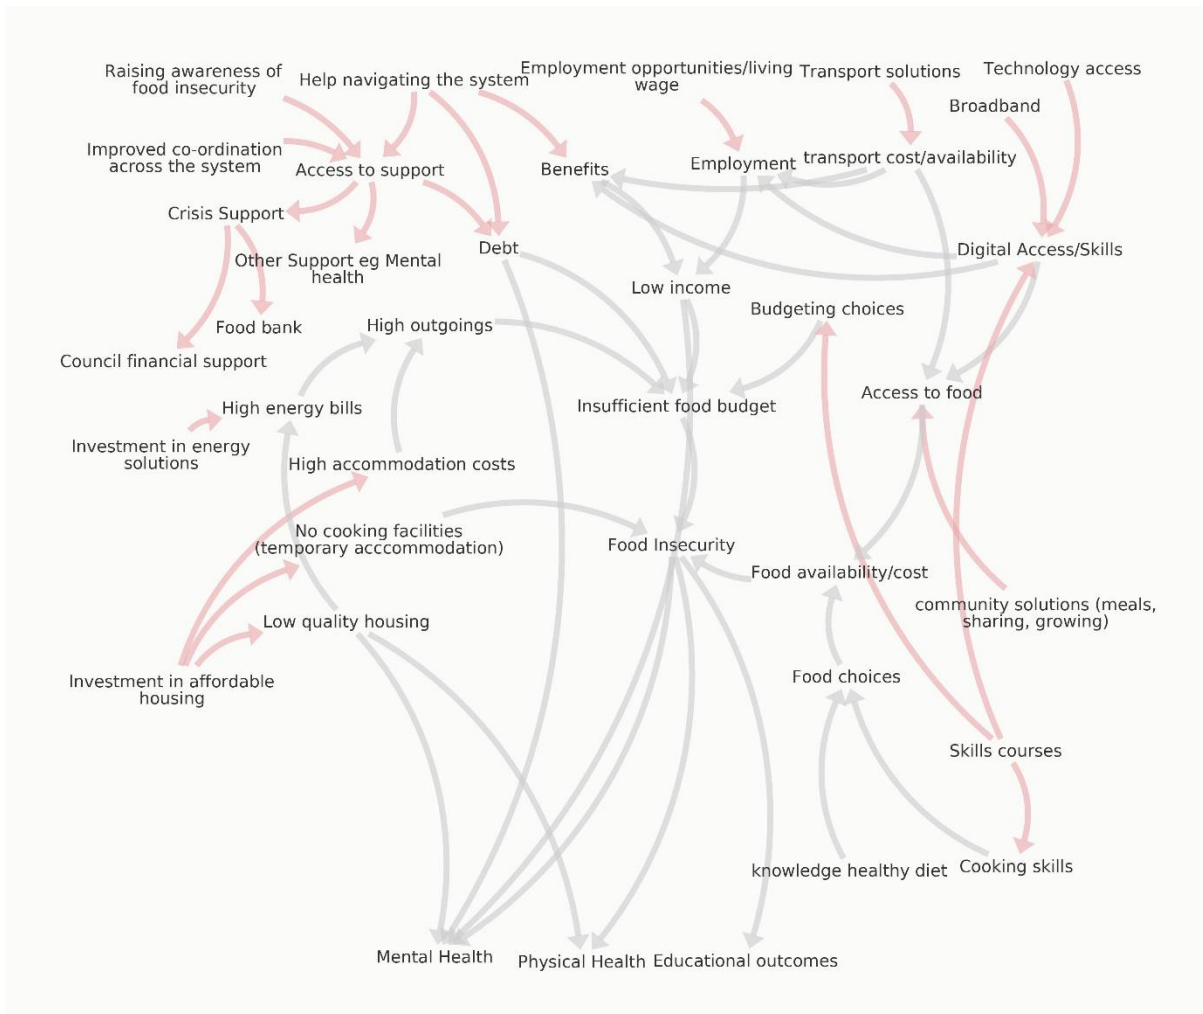 Raising awareness of
food insecurity
Help navigating the system
Employment opportunities/living
wage
Transport solutions
Technology access
Broadband
Improved co-ordination
across the system
Access to support
Benefits
Employment
transport cost/availability
Crisis Support
Other Support eg Mental
health
Debt
Digital Access/Skills
Low income
Budgeting choices
Food bank
High outgoings
Council financial support
Access to food
High energy bills
Insufficient food budget
Investment in energy
solutions
High accommodation costs
No cooking facilities
(temporary acccommodation)
Food Insecurity
Food availability/cost
community solutions (meals,
sharing, growing)
Low quality housing
Investment in affordable
housing
Food choices
Skills courses
knowledge healthy diet
Cooking skills
Mental Health
Physical Health
Educational outcomes